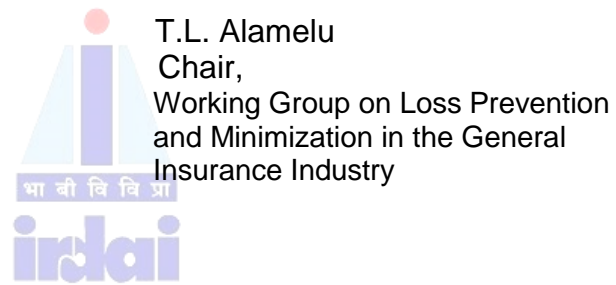 T.L. Alamelu
Chair,
Working Group on Loss Prevention
and Minimization in the General
Insurance Industry
भा बी वि वि प्रा
irdai